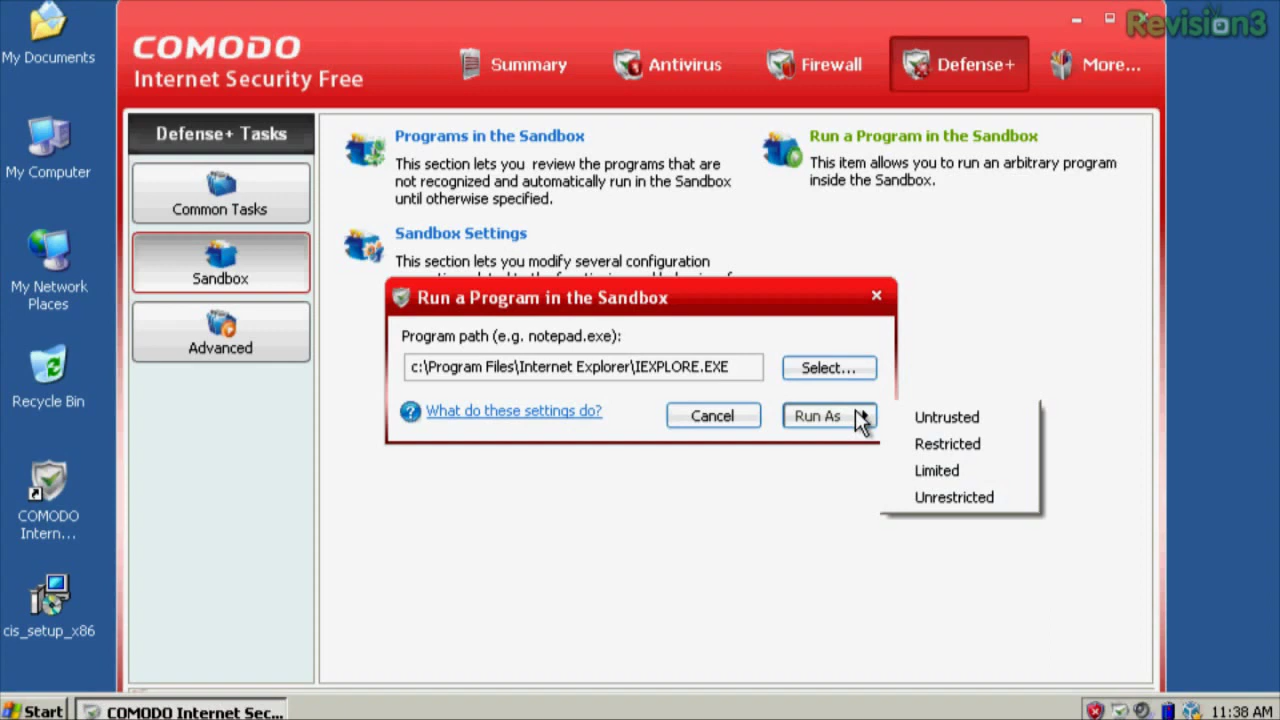 Revision3
My Documents
My Computer
My Network
Places
Recycle Bin
COMODO
Intern...
cis_setup_x86
COMODO
Internet Security Free
Summary
Antivirus
Firewall
Defense+
More...
Defense+ Tasks
Common Tasks
Sandbox
Advanced
Programs in the Sandbox
This section lets you review the programs that are
not recognized and automatically run in the Sandbox
until otherwise specified.
Run a Program in the Sandbox
This item allows you to run an arbitrary program
inside the Sandbox.
Sandbox Settings
This section lets you modify several configuration
Run a Program in the Sandbox
Program path (e.g. notepad.exe):
c:\Program Files\Internet Explorer\IEXPLORE.EXE
Select...
What do these settings do?
Cancel
Run As
Untrusted
Restricted
Limited
Unrestricted
Start
COMODO Internet Sec...
11:38 AM